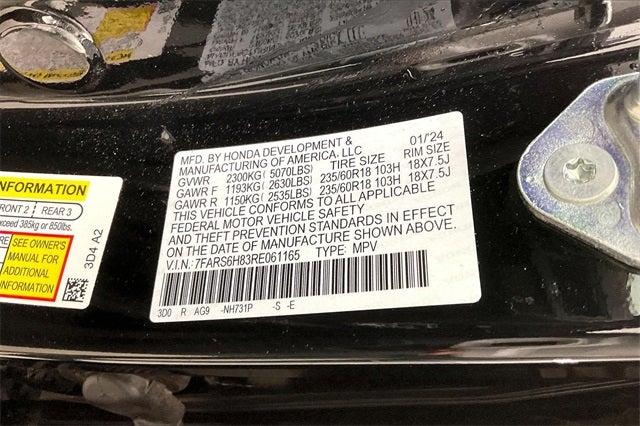 MFD. BY HONDA DEVELOPMENT & 01/24
MANUFACTURING OF AMERICA, LLC
GVWR 2300KG( 5070LBS) TIRE SIZE RIM SIZE
GAWR F 1193KG( 2630LBS) 235/60R18 103H 18X7.5J
GAWR R 1150KG( 2535LBS) 235/60R18 103H 18X7.5J
THIS VEHICLE CONFORMS TO ALL APPLICABLE
FEDERAL MOTOR VEHICLE SAFETY
AND THEFT PREVENTION STANDARDS IN EFFECT
ON THE DATE OF MANUFACTURE SHOWN ABOVE.
V.I.N.: 7FARS6H83RE061165 TYPE: MPV
3D0 R AG9 -NH731P -S -E
INFORMATION
FRONT 2 REAR 3
exceed 385kg or 850lbs.
SEE OWNER'S
MANUAL FOR
ADDITIONAL
INFORMATION
3D4 A2